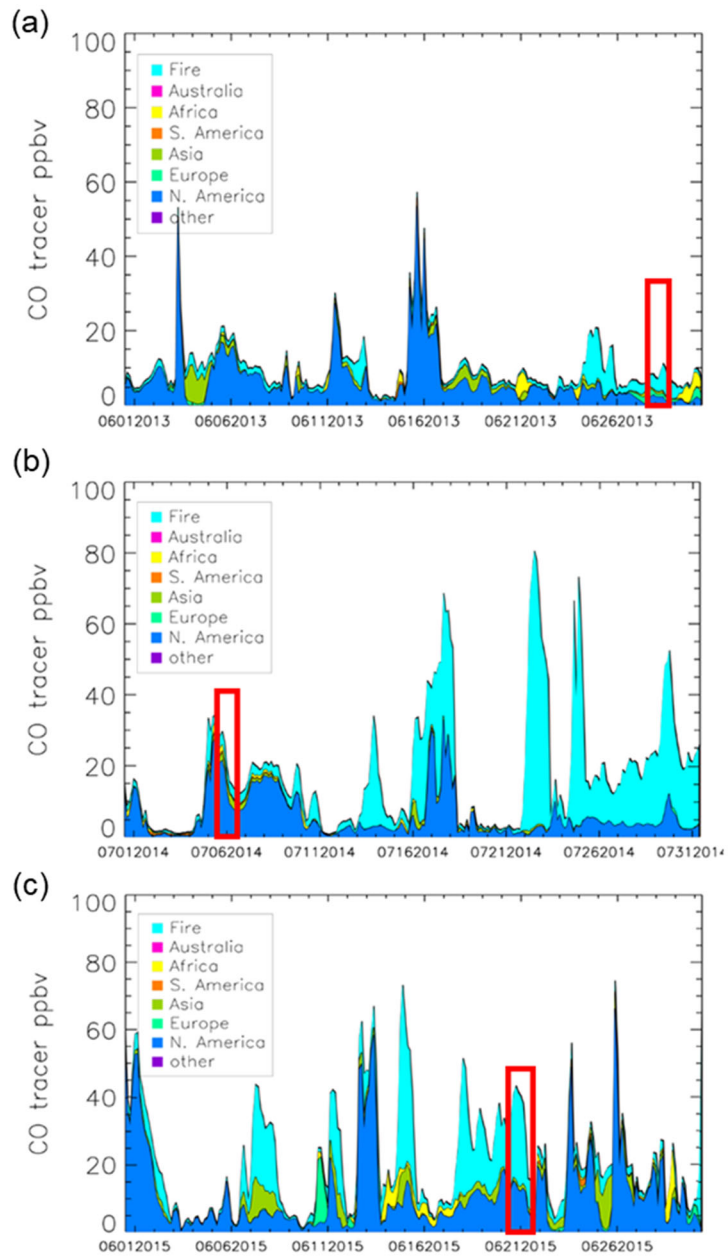 (a)
100
80
60
40
20
0
CO tracer ppbv
Fire
Australia
Africa
S. America
Asia
Europe
N. America
other
06012013 06062013 06112013 06162013 06212013 06262013
(b)
100
80
60
40
20
0
CO tracer ppbv
Fire
Australia
Africa
S. America
Asia
Europe
N. America
other
07012014 07062014 07112014 07162014 07212014 07262014 07312014
(c)
100
80
60
40
20
0
CO tracer ppbv
Fire
Australia
Africa
S. America
Asia
Europe
N. America
other
06012015 06062015 06112015 06162015 06212015 06262015